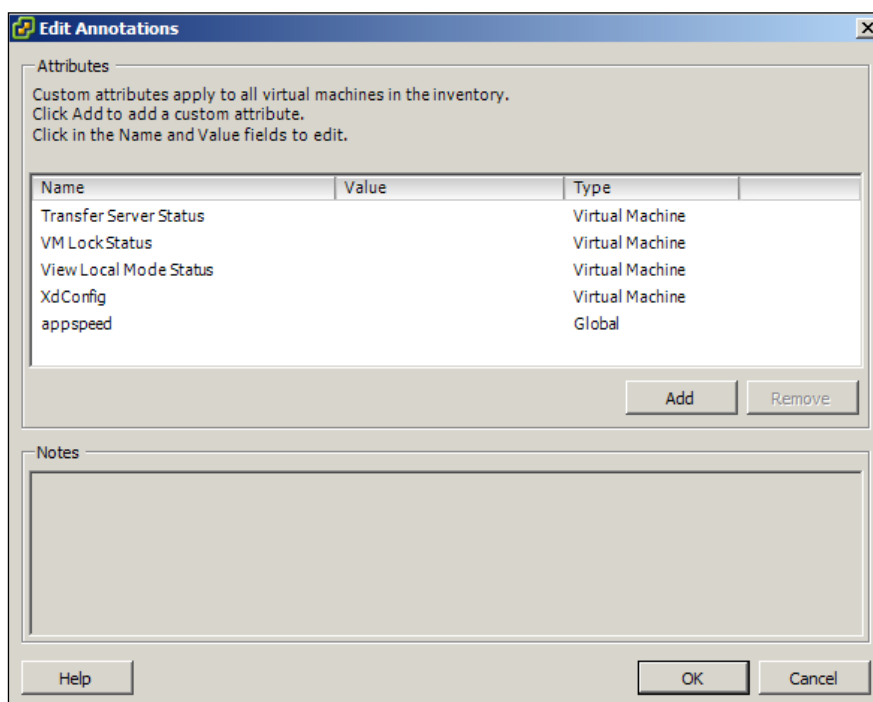 Edit Annotations
Attributes
Custom attributes apply to all virtual machines in the inventory.
Click Add to add a custom attribute.
Click in the Name and Value fields to edit.
Name Value Type
Transfer Server Status Virtual Machine
VM Lock Status Virtual Machine
View Local Mode Status Virtual Machine
XdConfig Virtual Machine
appspeed Global
Add Remove
Notes
Help OK Cancel